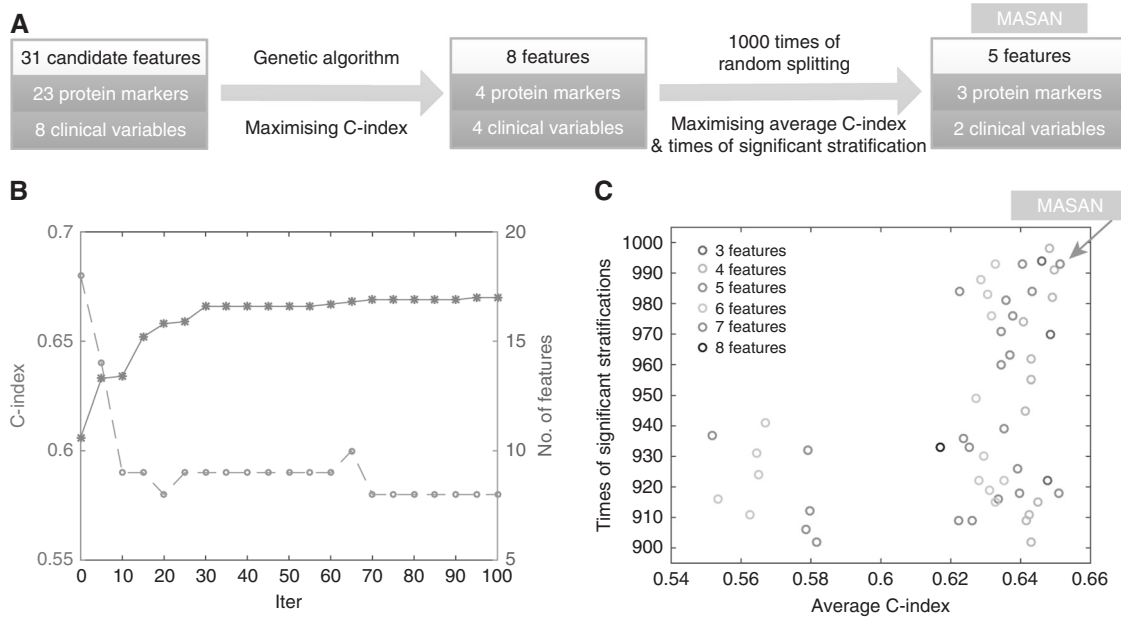 A
MASAN
31 candidate features
23 protein markers
8 clinical variables
Genetic algorithm
Maximising C-index
8 features
4 protein markers
4 clinical variables
1000 times of
random splitting
Maximising average C-index
& times of significant stratification
5 features
3 protein markers
2 clinical variables
B
0.7
0.65
0.6
0.55
C-index
20
15
10
5
No. of features
0 10 20 30 40 50 60 70 80 90 100
Iter
C
MASAN
1000
990
980
970
960
950
940
930
920
910
900
Times of significant stratifications
3 features
4 features
5 features
6 features
7 features
8 features
0.54 0.56 0.58 0.6 0.62 0.64 0.66
Average C-index